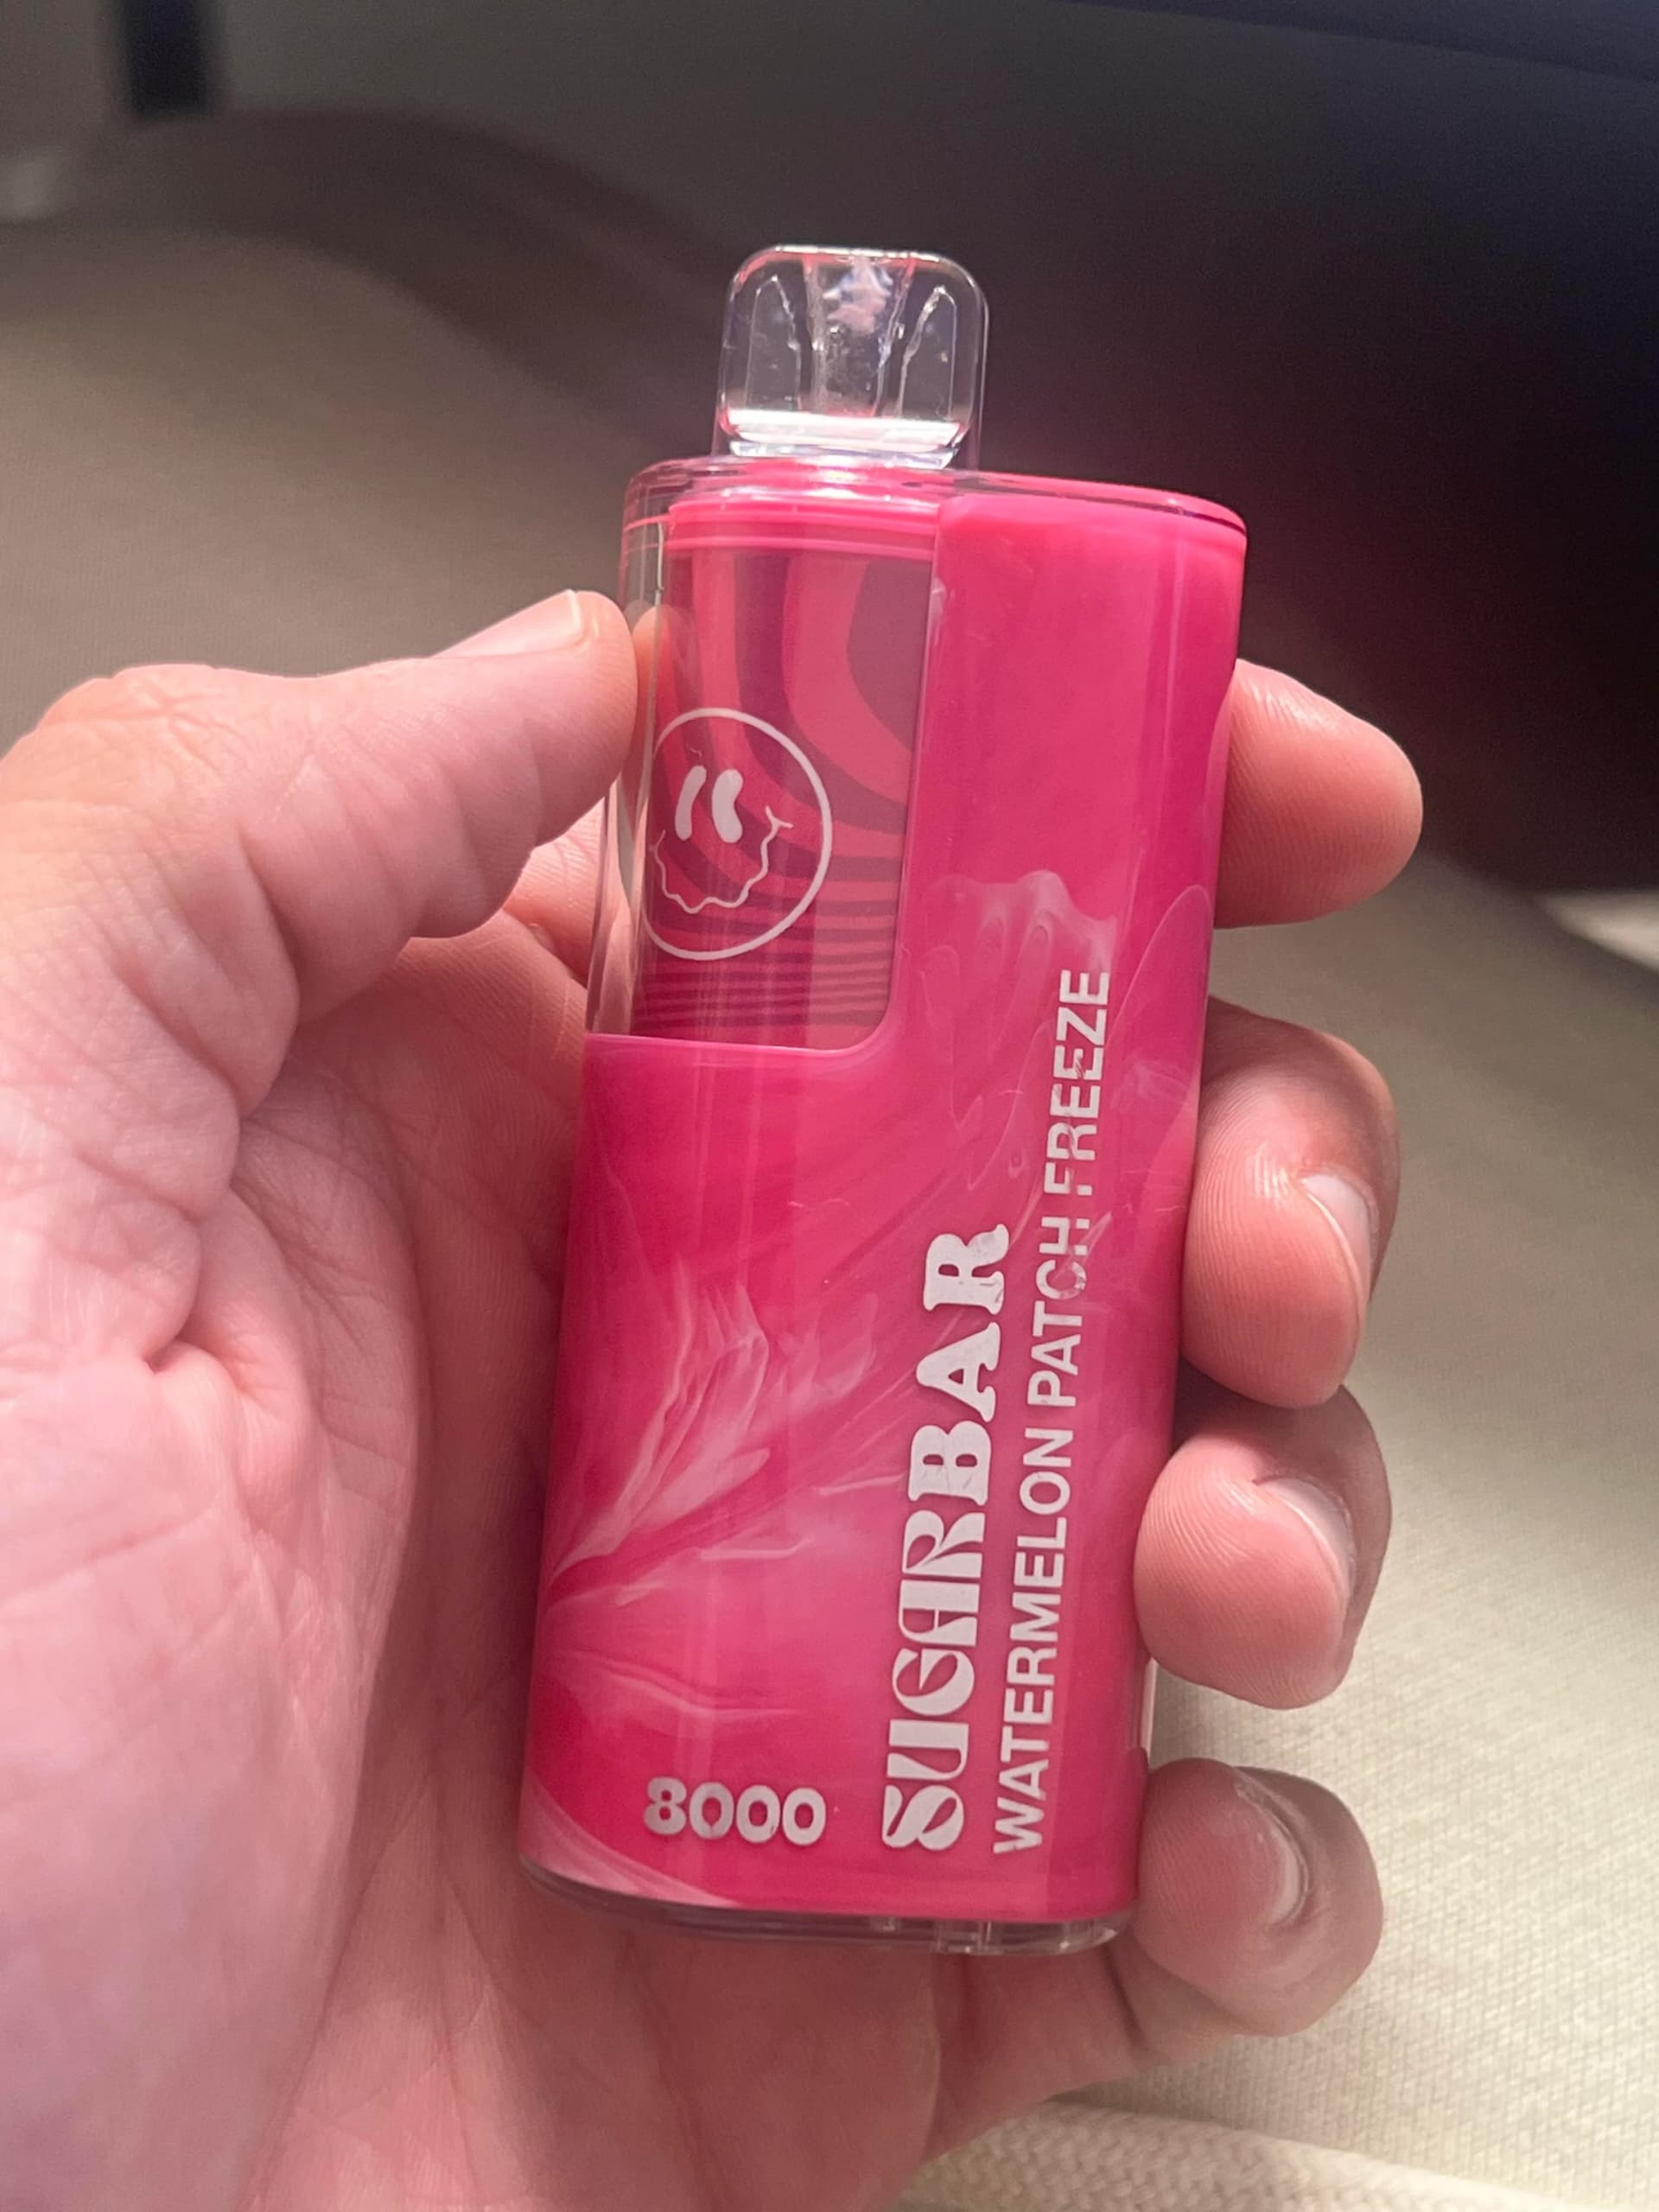 SUGARBAR
WATERMELON PATCH FREEZE
8000